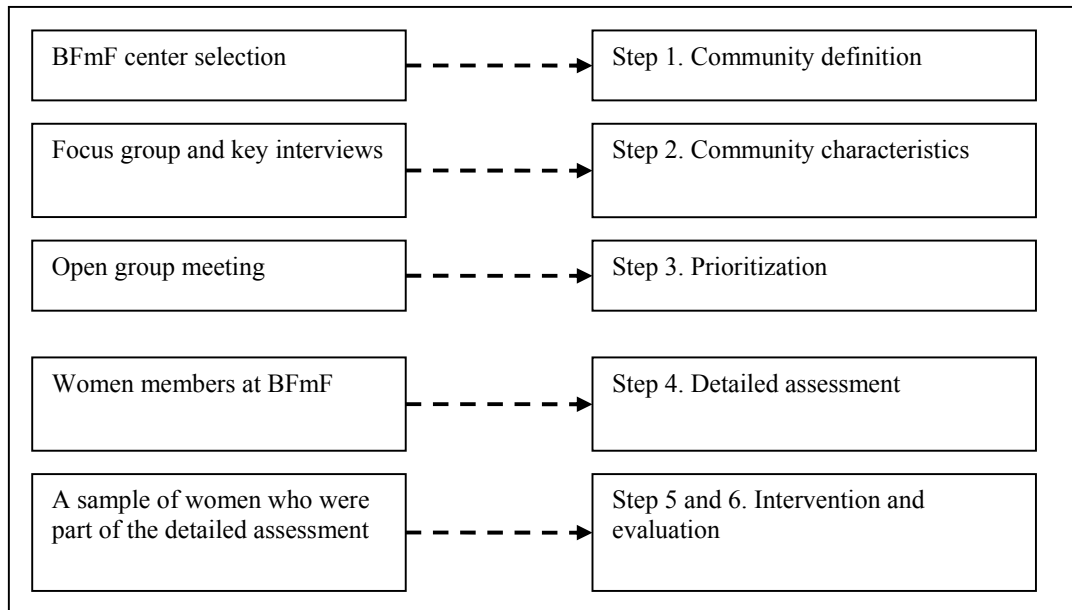 BFmF center selection
Step 1. Community definition
Focus group and key interviews
Step 2. Community characteristics
Open group meeting
Step 3. Prioritization
Women members at BFmF
Step 4. Detailed assessment
A sample of women who were
part of the detailed assessment
Step 5 and 6. Intervention and
evaluation